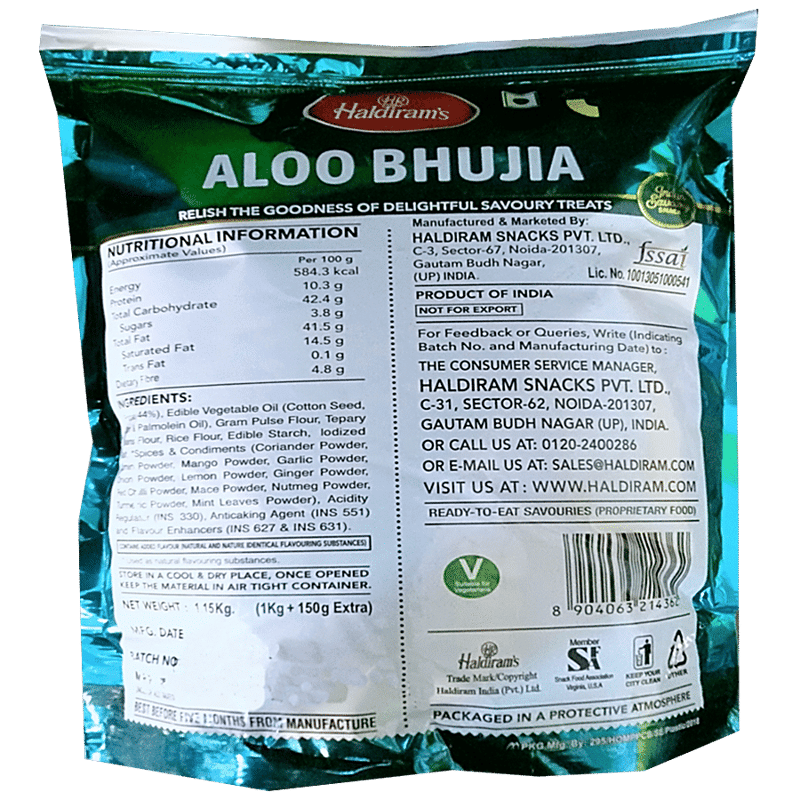 Haldiram's
ALOO BHUJIA
RELISH THE GOODNESS OF DELIGHTFUL SAVOURY TREATS
NUTRITIONAL INFORMATION
(Approximate Values)
Per 100 g
Energy 584.3 kcal
Protein 10.3 g
Total Carbohydrate 42.4 g
Sugars 3.8 g
Total Fat 41.5 g
Saturated Fat 14.5 g
Trans Fat 0.1 g
Dietary Fibre 4.8 g
INGREDIENTS:
44%), Edible Vegetable Oil (Cotton Seed,
& Palmolein Oil), Gram Pulse Flour, Tepary
Flour, Rice Flour, Edible Starch, Iodized
*Spices & Condiments (Coriander Powder,
Powder, Mango Powder, Garlic Powder,
Powder, Lemon Powder, Ginger Powder,
Red Chilli Powder, Mace Powder, Nutmeg Powder,
Powder, Mint Leaves Powder), Acidity
Regulator (INS 330), Anticaking Agent (INS 551)
and Flavour Enhancers (INS 627 & INS 631).
CONTAINS ADDED FLAVOUR (NATURAL AND NATURE IDENTICAL FLAVOURING SUBSTANCES)
*Used as natural flavouring substances.
STORE IN A COOL & DRY PLACE, ONCE OPENED
KEEP THE MATERIAL IN AIR TIGHT CONTAINER.
NET WEIGHT : 1.15Kg. (1Kg + 150g Extra)
MFG. DATE
BATCH NO
BEST BEFORE FIVE MONTHS FROM MANUFACTURE
Manufactured & Marketed By:
HALDIRAM SNACKS PVT. LTD.,
C-3, Sector-67, Noida-201307,
Gautam Budh Nagar,
(UP) INDIA.
fssai
Lic. No. 10013051000541
PRODUCT OF INDIA
NOT FOR EXPORT
For Feedback or Queries, Write (Indicating
Batch No. and Manufacturing Date) to :
THE CONSUMER SERVICE MANAGER,
HALDIRAM SNACKS PVT. LTD.,
C-31, SECTOR-62, NOIDA-201307,
GAUTAM BUDH NAGAR (UP), INDIA.
OR CALL US AT: 0120-2400286
OR E-MAIL US AT: SALES@HALDIRAM.COM
VISIT US AT : WWW.HALDIRAM.COM
READY-TO-EAT SAVOURIES (PROPRIETARY FOOD)
V
Suitable for
Vegetarians
8 904063 214362
Haldiram's
Trade Mark/Copyright
Haldiram India (Pvt.) Ltd.
Member
Snack Food Association
Virginia, U.S.A
KEEP YOUR
CITY CLEAN
7
OTHER
PACKAGED IN A PROTECTIVE ATMOSPHERE